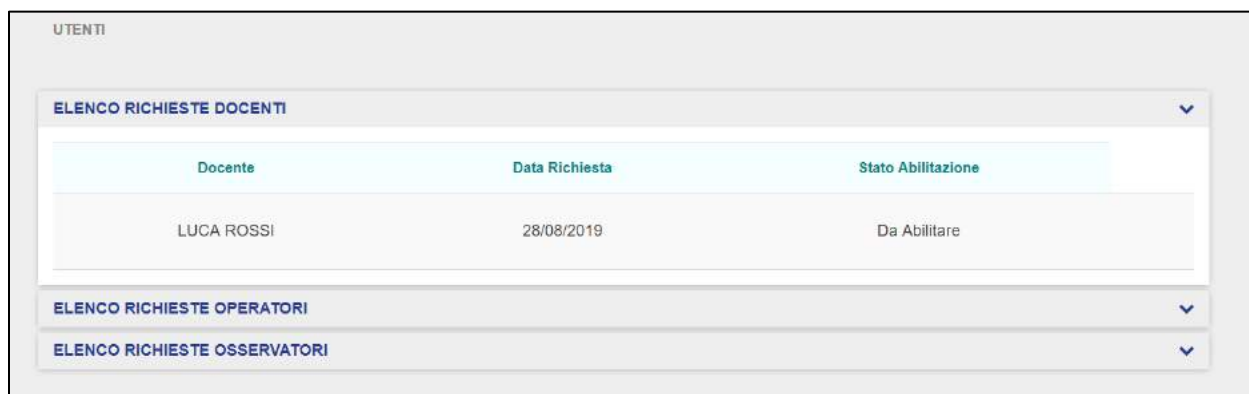 UTENTI
ELENCO RICHIESTE DOCENTI
Docente Data Richiesta Stato Abilitazione
LUCA ROSSI 28/08/2019 Da Abilitare
ELENCO RICHIESTE OPERATORI
ELENCO RICHIESTE OSSERVATORI